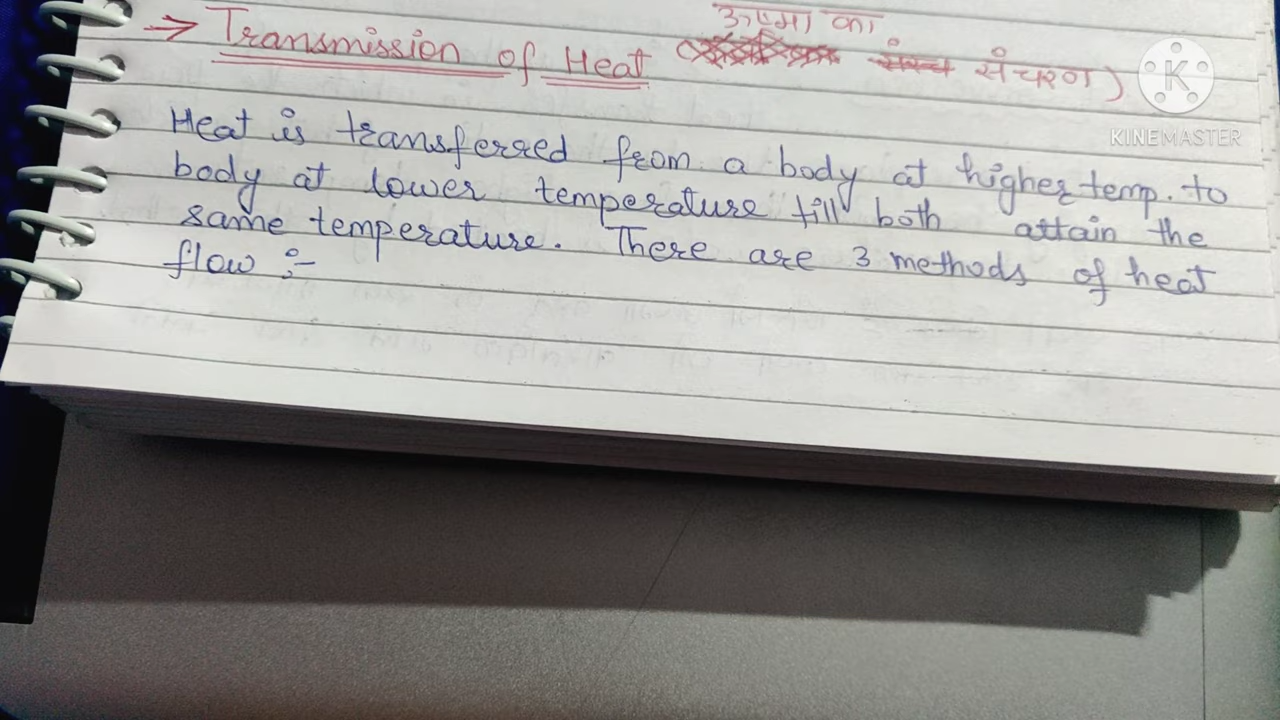 → Transmission of Heat (ऊष्मा का संचरण)
Heat is transferred from a body at higher temp. to
body at lower temperature till both attain the
same temperature. There are 3 methods of heat
flow :-
K
KINEMASTER